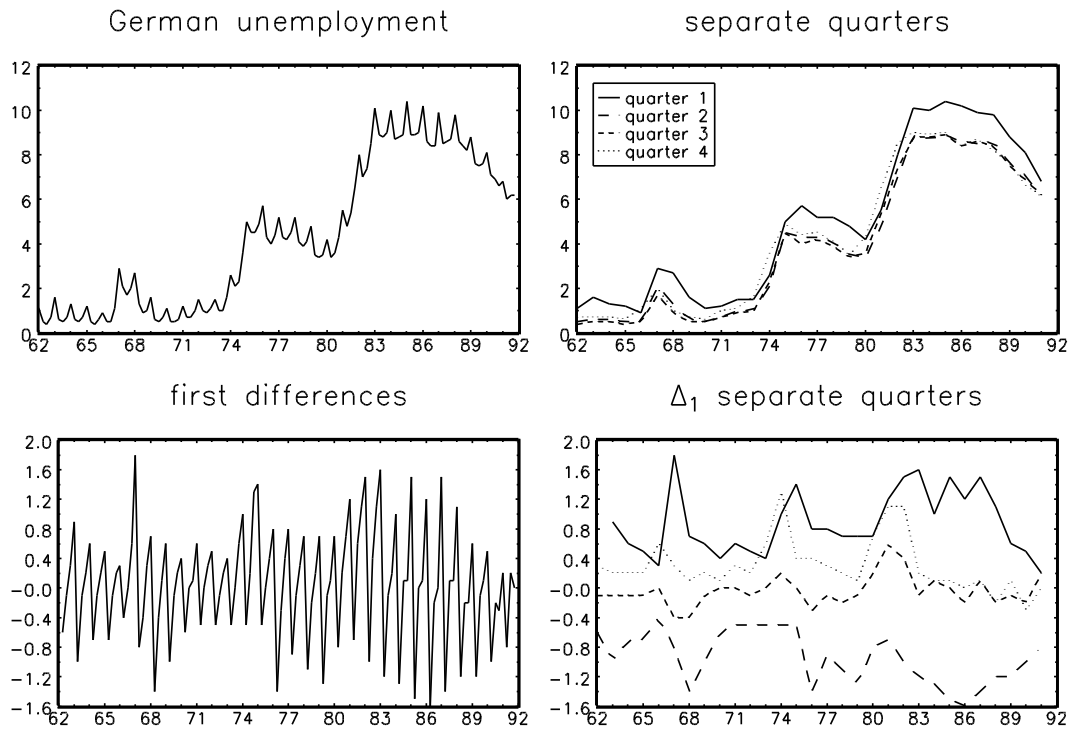 German unemployment
12
10
8
6
4
2
0
62 65 68 71 74 77 80 83 86 89 92
separate quarters
12
10
8
6
4
2
0
quarter 1
quarter 2
quarter 3
quarter 4
62 65 68 71 74 77 80 83 86 89 92
first differences
2.0
1.6
1.2
0.8
0.4
-0.0
-0.4
-0.8
-1.2
-1.6
62 65 68 71 74 77 80 83 86 89 92
Δ1 separate quarters
2.0
1.6
1.2
0.8
0.4
-0.0
-0.4
-0.8
-1.2
-1.6
62 65 68 71 74 77 80 83 86 89 92